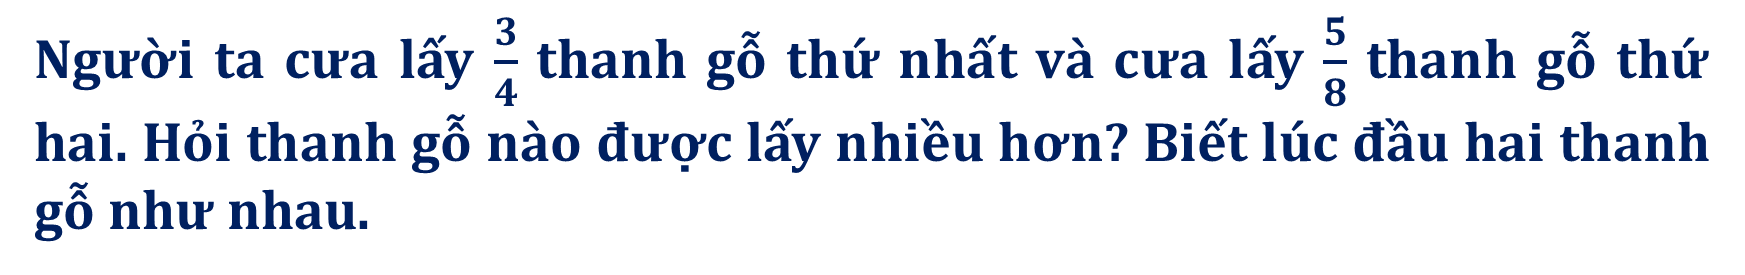 Người ta cưa lấy 3/4 thanh gỗ thứ nhất và cưa lấy 5/8 thanh gỗ thứ
hai. Hỏi thanh gỗ nào được lấy nhiều hơn? Biết lúc đầu hai thanh
gỗ như nhau.